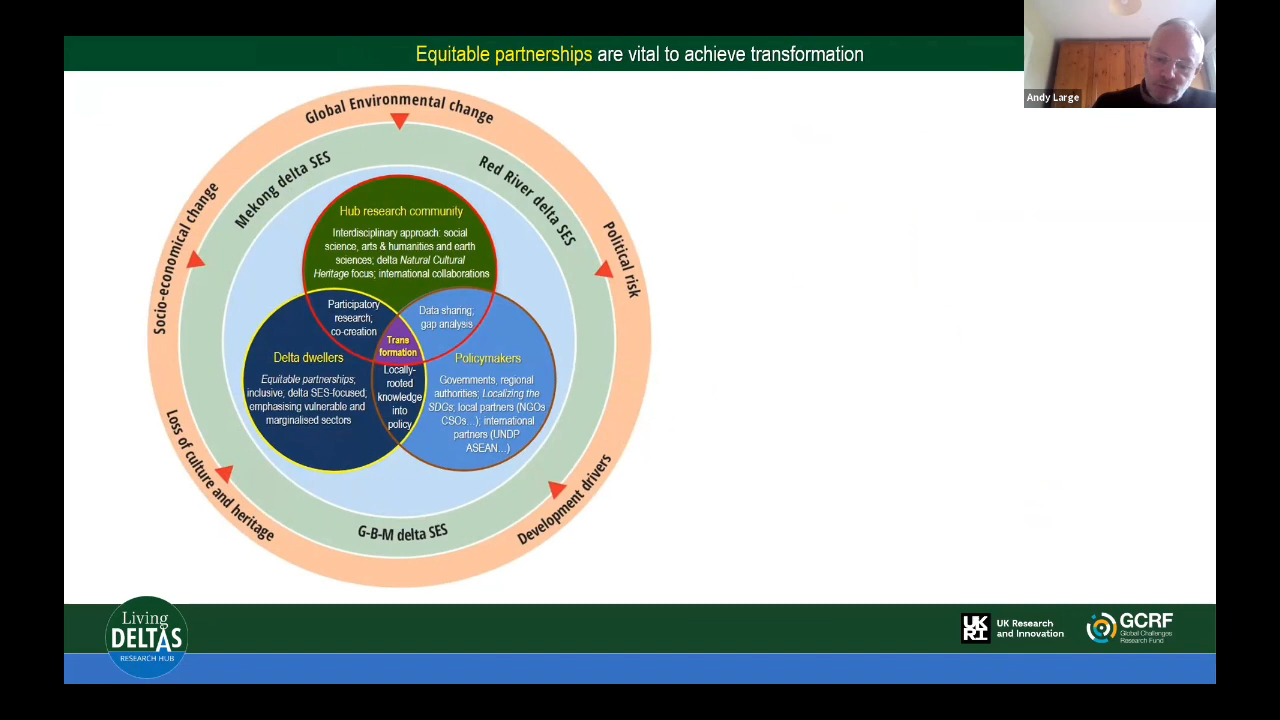 Equitable partnerships are vital to achieve transformation
Andy Large
Global Environmental change
Mekong delta SES
Red River delta SES
Socio-economical change
Political risk
Hub research community
Interdisciplinary approach: social
science, arts & humanities and earth
sciences; delta Natural Cultural
Heritage focus; international collaborations
Participatory
research;
co-creation
Data sharing;
gap analysis
Trans
formation
Delta dwellers
Equitable partnerships;
inclusive; delta SES-focused;
emphasising vulnerable and
marginalised sectors
Locally-
rooted
knowledge
into
policy
Policymakers
Governments, regional
authorities; Localizing the
SDGs; local partners (NGOs
CSOs...), international
partners (UNDP
ASEAN...)
Loss of culture and heritage
Development drivers
G-B-M delta SES
Living
DELTAS
RESEARCH HUB
UK
RI
UK Research
and Innovation
GCRF
Global Challenges
Research Fund